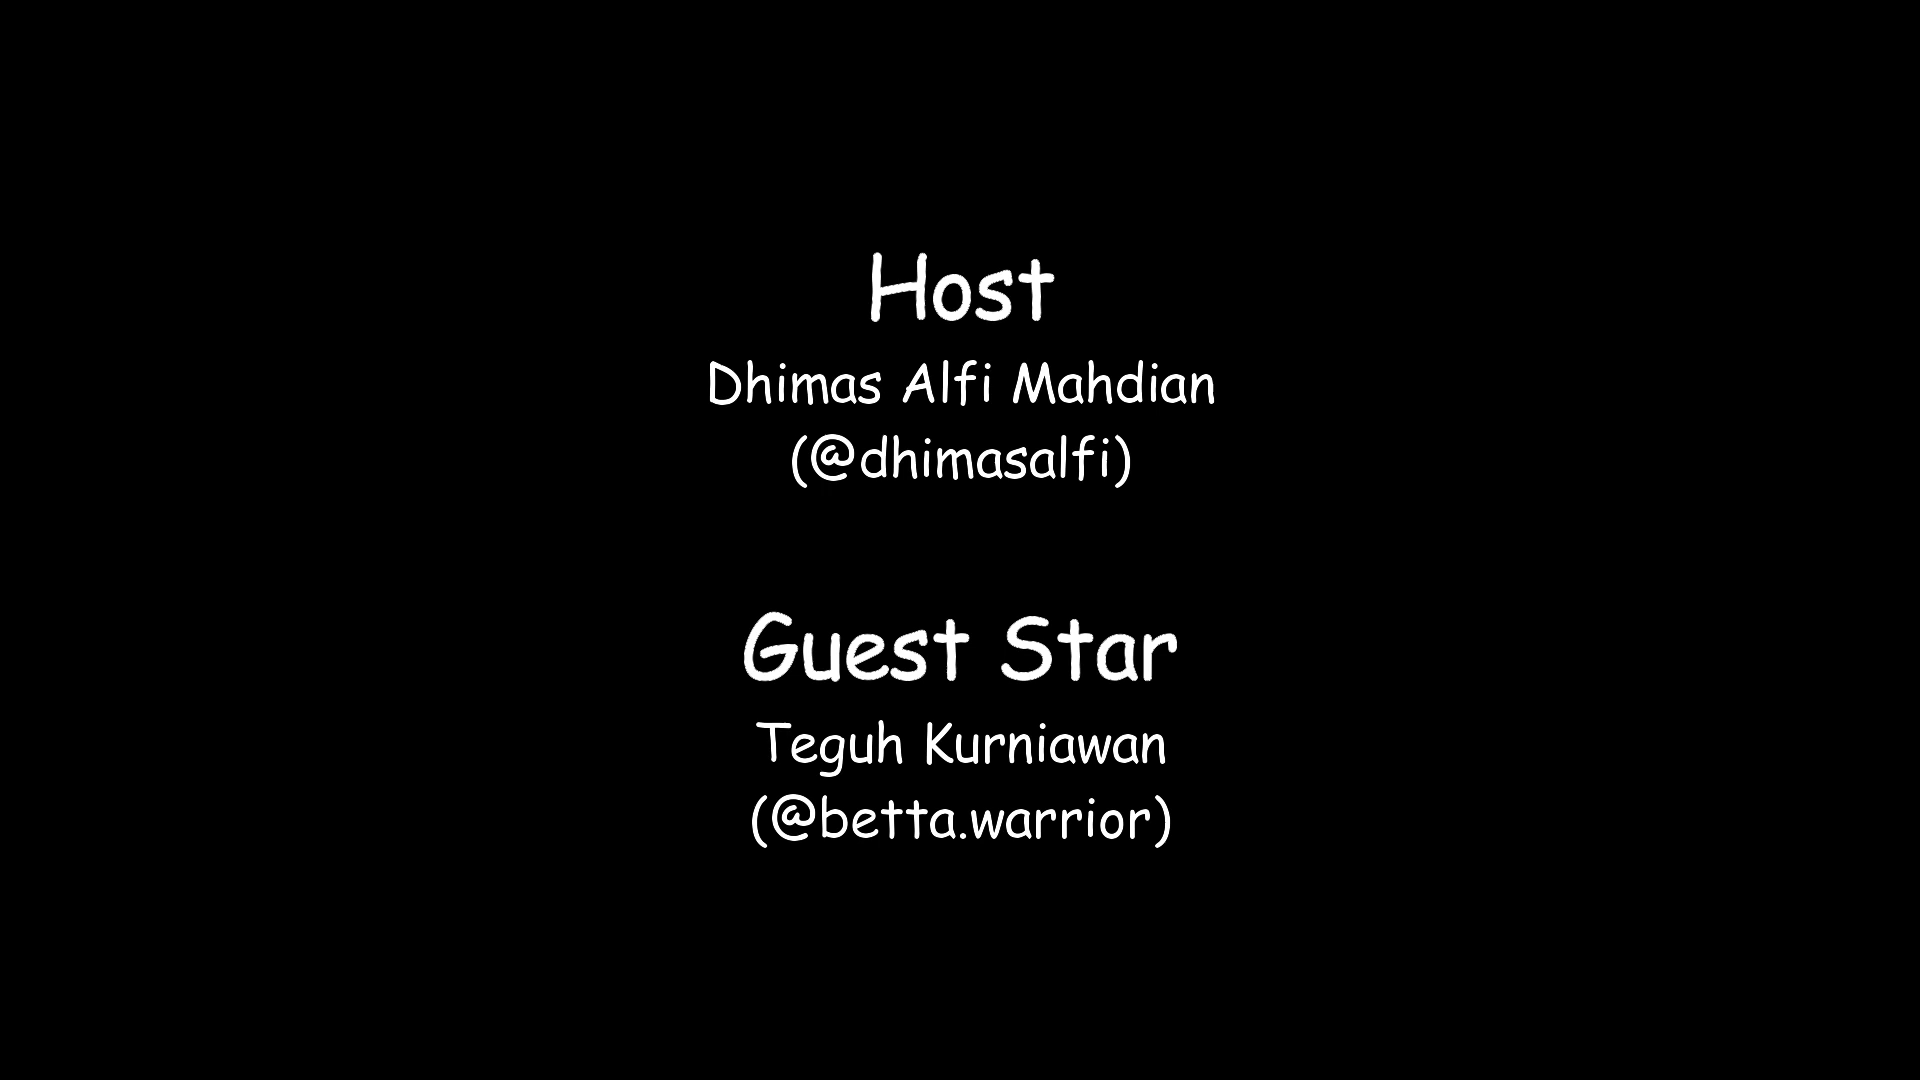 Host
Dhimas Alfi Mahdian
(@dhimasalfi)
Guest Star
Teguh Kurniawan
(@betta.warrior)